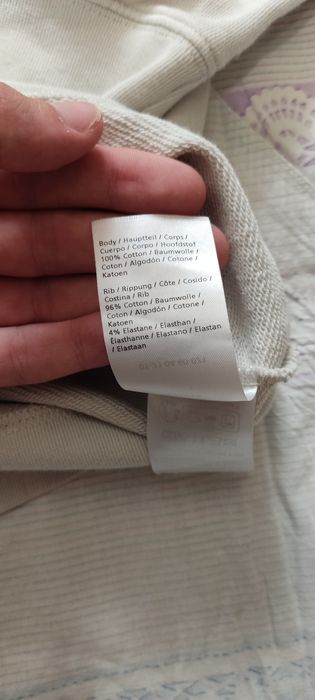 Body / Hauptteil / Corps /
Cuerpo / Corpo / Hoofdstof
100% Cotton / Baumwolle /
Coton / Algodón / Cotone /
Katoen
Rib / Rippung / Côte / Cosido /
Costina / Rib
96% Cotton / Baumwolle /
Coton / Algodón / Cotone /
Katoen
4% Elastane / Elasthan /
Élasthanne / Elastano / Elastan
/ Elastaan